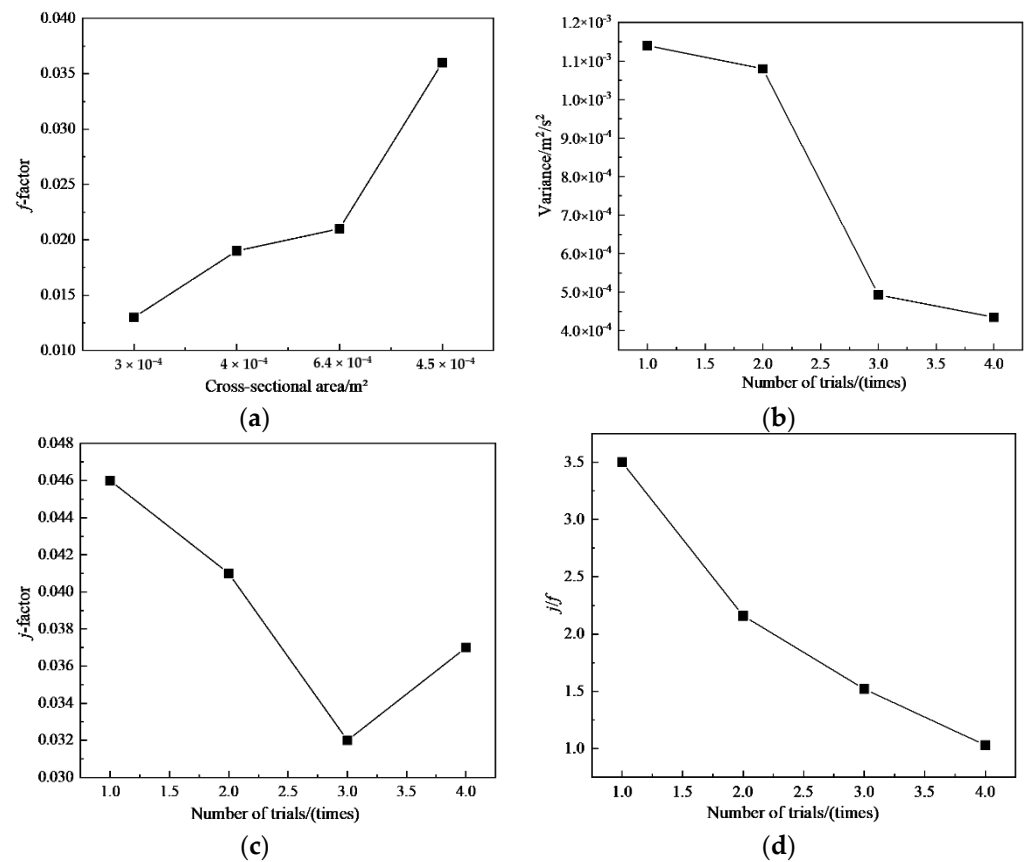 0.040
0.035
0.030
0.025
0.020
0.015
0.010
f-factor
3 × 10⁻⁴
4 × 10⁻⁴
6.4 × 10⁻⁴
4.5 × 10⁻⁴
Cross-sectional area/m²
(a)
1.2×10⁻³
1.1×10⁻³
1.0×10⁻³
9.0×10⁻⁴
8.0×10⁻⁴
7.0×10⁻⁴
6.0×10⁻⁴
5.0×10⁻⁴
4.0×10⁻⁴
Variance/m²/s²
1.0 1.5 2.0 2.5 3.0 3.5 4.0
Number of trials/(times)
(b)
0.048
0.046
0.044
0.042
0.040
0.038
0.036
0.034
0.032
0.030
j-factor
1.0 1.5 2.0 2.5 3.0 3.5 4.0
Number of trials/(times)
(c)
3.5
3.0
2.5
2.0
1.5
1.0
j/f
1.0 1.5 2.0 2.5 3.0 3.5 4.0
Number of trials/(times)
(d)